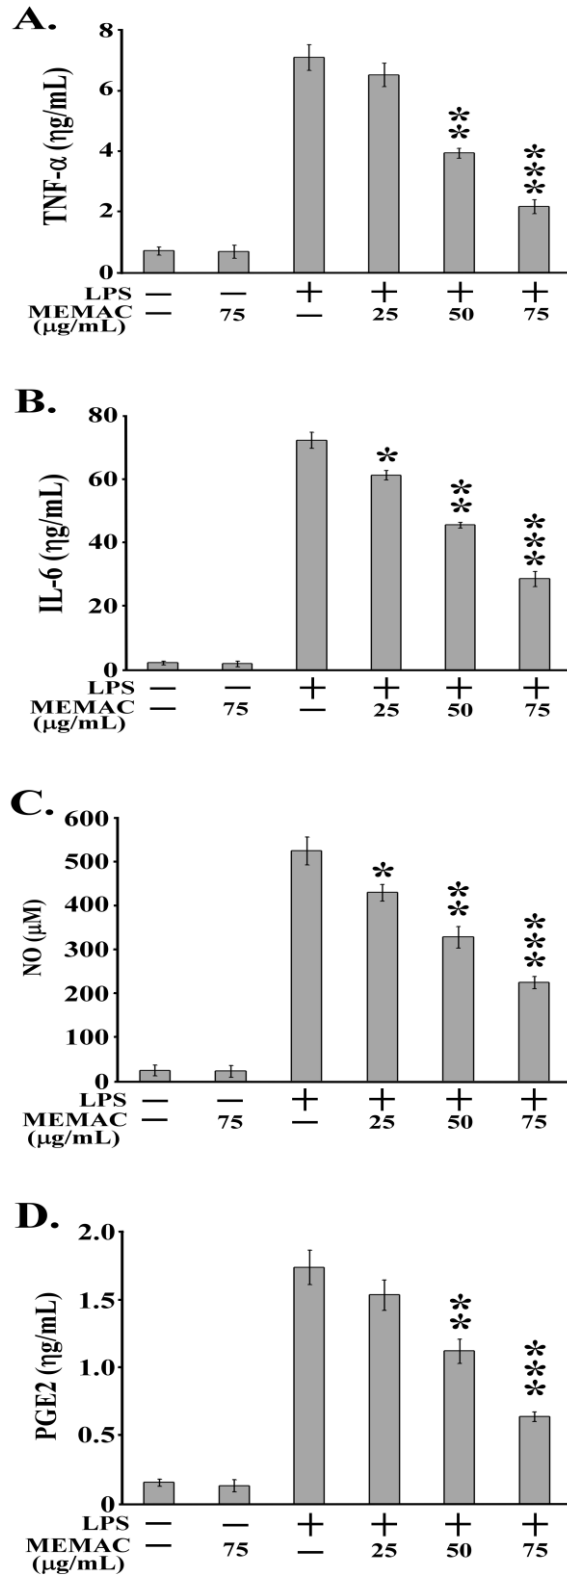 A.
TNF-α (ηg/mL)
8
6
4
2
0
**
***
LPS — — + + + +
MEMAC — 75 — 25 50 75
(μg/mL)
B.
IL-6 (ηg/mL)
80
60
40
20
0
*
**
***
LPS — — + + + +
MEMAC — 75 — 25 50 75
(μg/mL)
C.
NO (μM)
600
500
400
300
200
100
0
*
**
***
LPS — — + + + +
MEMAC — 75 — 25 50 75
(μg/mL)
D.
PGE2 (ηg/mL)
2.0
1.5
1.0
0.5
0
**
***
LPS — — + + + +
MEMAC — 75 — 25 50 75
(μg/mL)